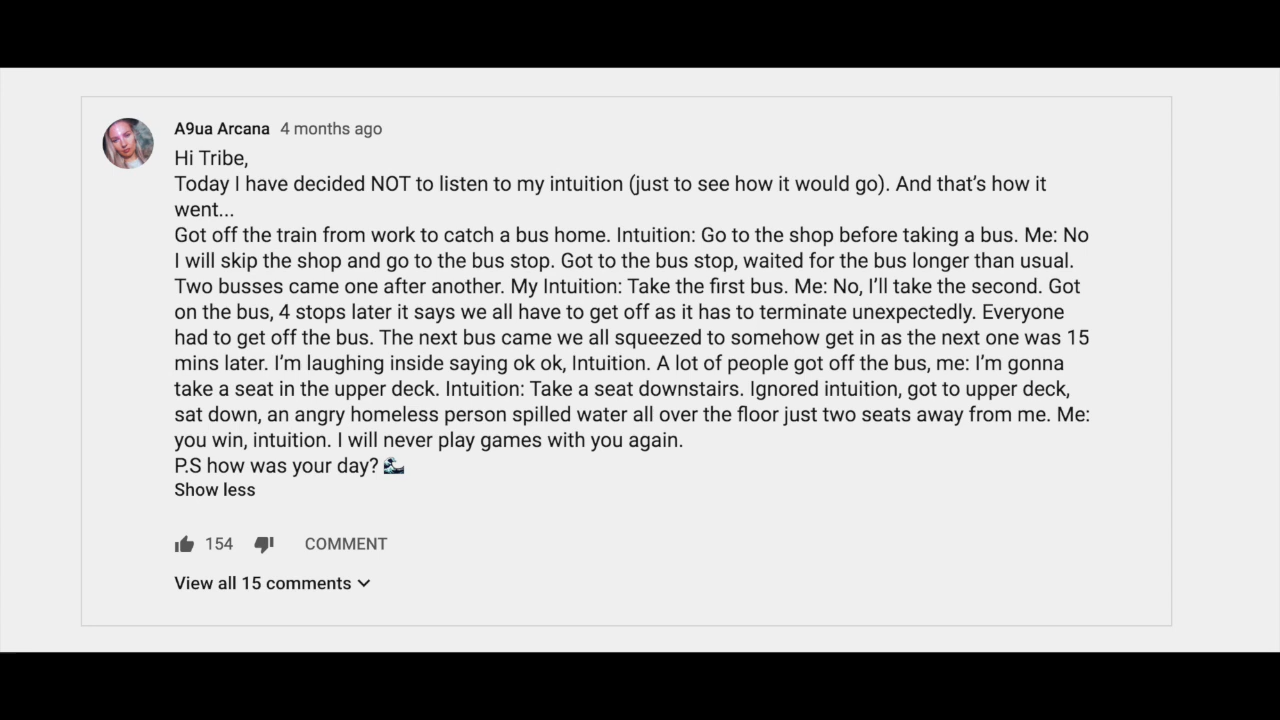 A9ua Arcana 4 months ago
Hi Tribe,
Today I have decided NOT to listen to my intuition (just to see how it would go). And that’s how it
went...
Got off the train from work to catch a bus home. Intuition: Go to the shop before taking a bus. Me: No
I will skip the shop and go to the bus stop. Got to the bus stop, waited for the bus longer than usual.
Two busses came one after another. My Intuition: Take the first bus. Me: No, I’ll take the second. Got
on the bus, 4 stops later it says we all have to get off as it has to terminate unexpectedly. Everyone
had to get off the bus. The next bus came we all squeezed to somehow get in as the next one was 15
mins later. I’m laughing inside saying ok ok, Intuition. A lot of people got off the bus, me: I’m gonna
take a seat in the upper deck. Intuition: Take a seat downstairs. Ignored intuition, got to upper deck,
sat down, an angry homeless person spilled water all over the floor just two seats away from me. Me:
you win, intuition. I will never play games with you again.
P.S how was your day? 🌊
Show less
154 COMMENT
View all 15 comments